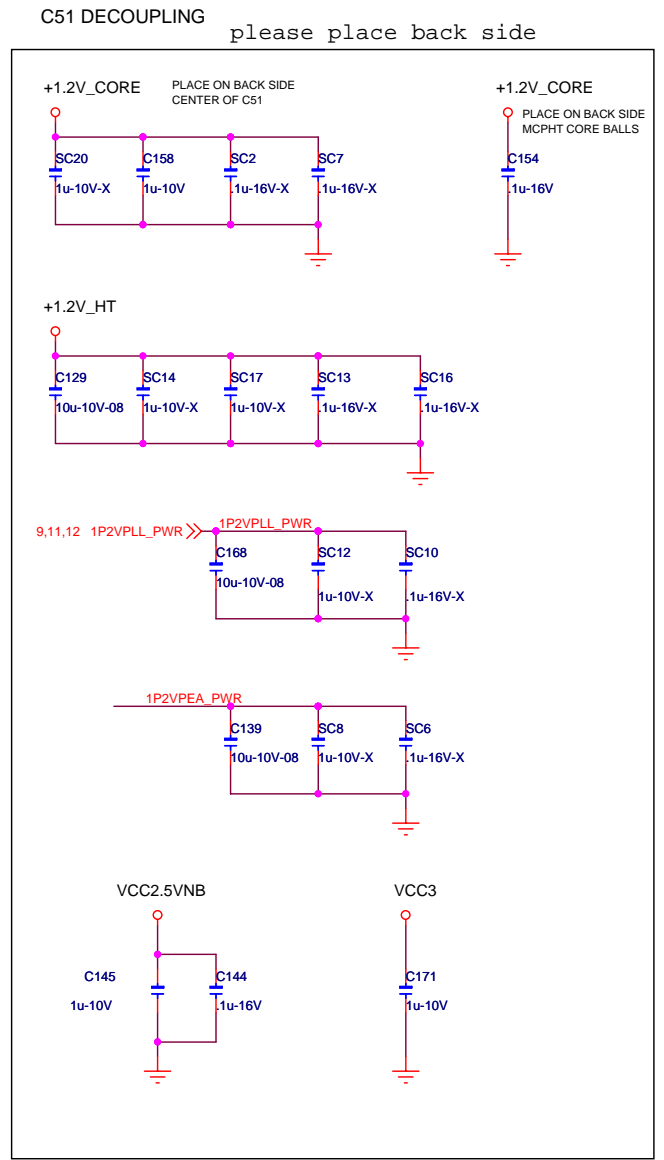 C51 DECOUPLING
please place back side
+1.2V_CORE
PLACE ON BACK SIDE
CENTER OF C51
+1.2V_CORE
PLACE ON BACK SIDE
MCPHT CORE BALLS
SC20
C158
SC2
SC7
C154
1u-10V-X
1u-10V
.1u-16V-X
.1u-16V-X
.1u-16V
+1.2V_HT
C129
SC14
SC17
SC13
SC16
10u-10V-08
1u-10V-X
1u-10V-X
.1u-16V-X
.1u-16V-X
9,11,12 1P2VPLL_PWR
1P2VPLL_PWR
C168
SC12
SC10
10u-10V-08
1u-10V-X
.1u-16V-X
1P2VPEA_PWR
C139
SC8
SC6
10u-10V-08
1u-10V-X
.1u-16V-X
VCC2.5VNB
VCC3
C145
C144
C171
1u-10V
.1u-16V
1u-10V